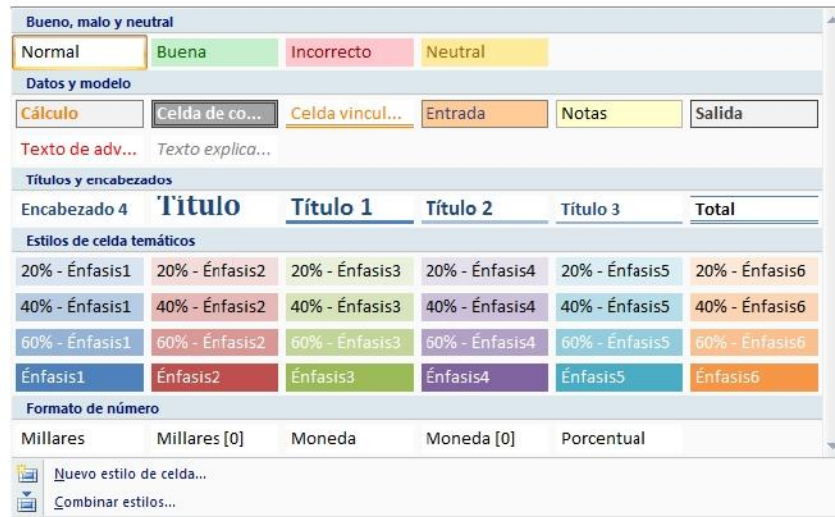 Bueno, malo y neutral
Normal Buena Incorrecto Neutral
Datos y modelo
Cálculo Celda de co... Celda vincul... Entrada Notas Salida
Texto de adv... Texto explica...
Títulos y encabezados
Encabezado 4 Título Título 1 Título 2 Título 3 Total
Estilos de celda temáticos
20% - Énfasis1 20% - Énfasis2 20% - Énfasis3 20% - Énfasis4 20% - Énfasis5 20% - Énfasis6
40% - Énfasis1 40% - Énfasis2 40% - Énfasis3 40% - Énfasis4 40% - Énfasis5 40% - Énfasis6
60% - Énfasis1 60% - Énfasis2 60% - Énfasis3 60% - Énfasis4 60% - Énfasis5 60% - Énfasis6
Énfasis1 Énfasis2 Énfasis3 Énfasis4 Énfasis5 Énfasis6
Formato de número
Millares Millares [0] Moneda Moneda [0] Porcentual
Nuevo estilo de celda...
Combinar estilos...